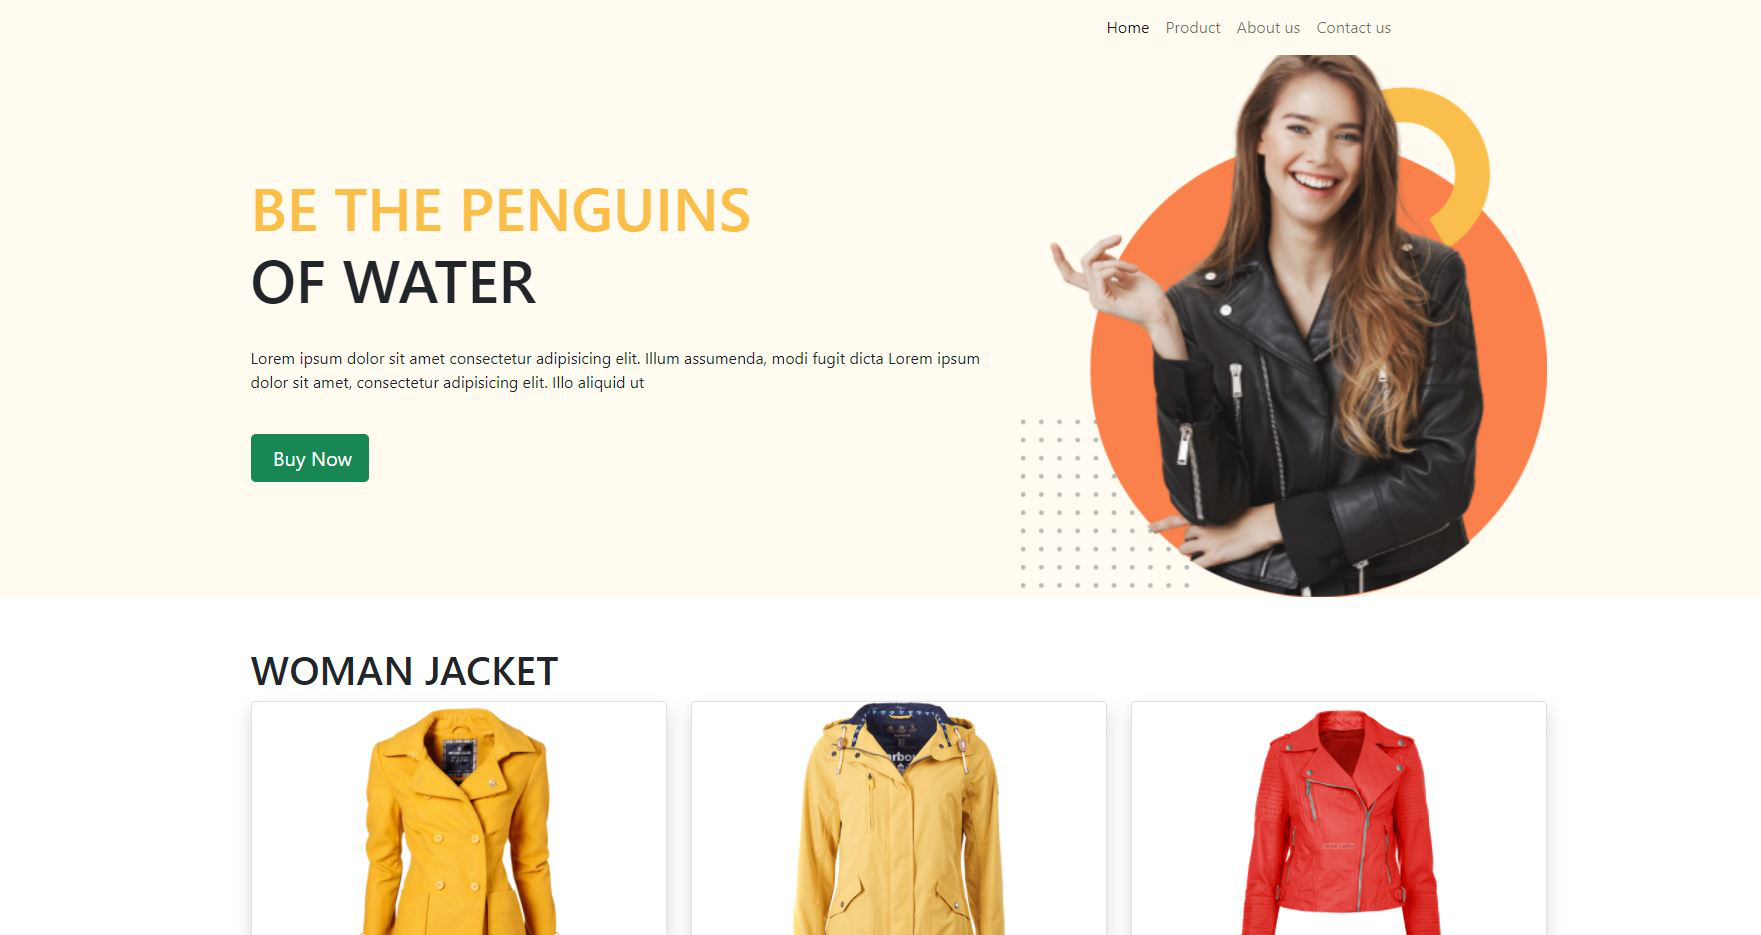 Home Product About us Contact us
BE THE PENGUINS
OF WATER
Lorem ipsum dolor sit amet consectetur adipisicing elit. Illum assumenda, modi fugit dicta Lorem ipsum
dolor sit amet, consectetur adipisicing elit. Illo aliquid ut
Buy Now
WOMAN JACKET